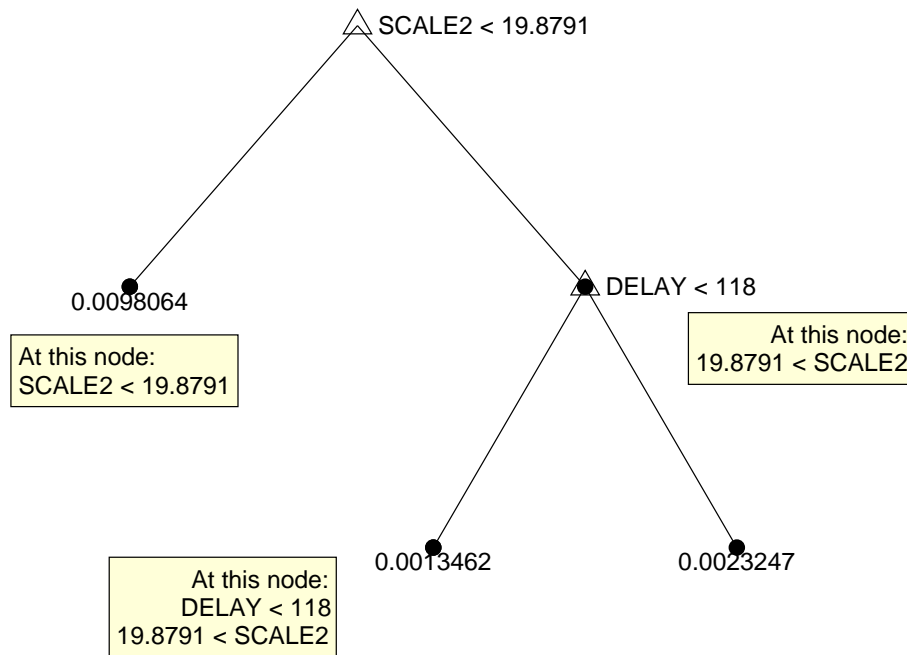 SCALE2 < 19.8791
0.0098064
DELAY < 118
At this node:
SCALE2 < 19.8791
At this node:
19.8791 < SCALE2
0.0013462
0.0023247
At this node:
DELAY < 118
19.8791 < SCALE2